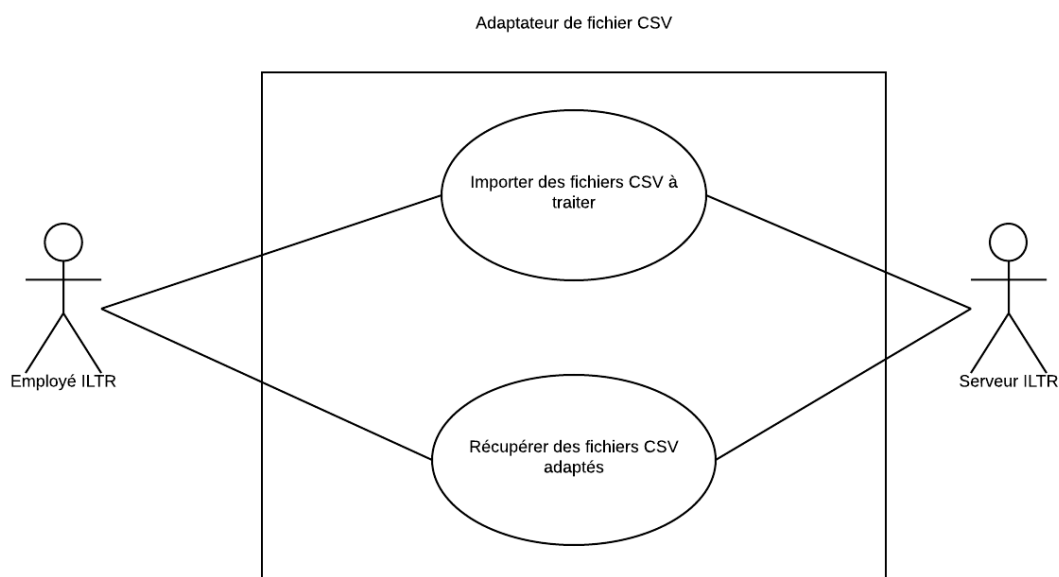 Adaptateur de fichier CSV
Importer des fichiers CSV à
traiter
Employé ILTR
Serveur ILTR
Récupérer des fichiers CSV
adaptés